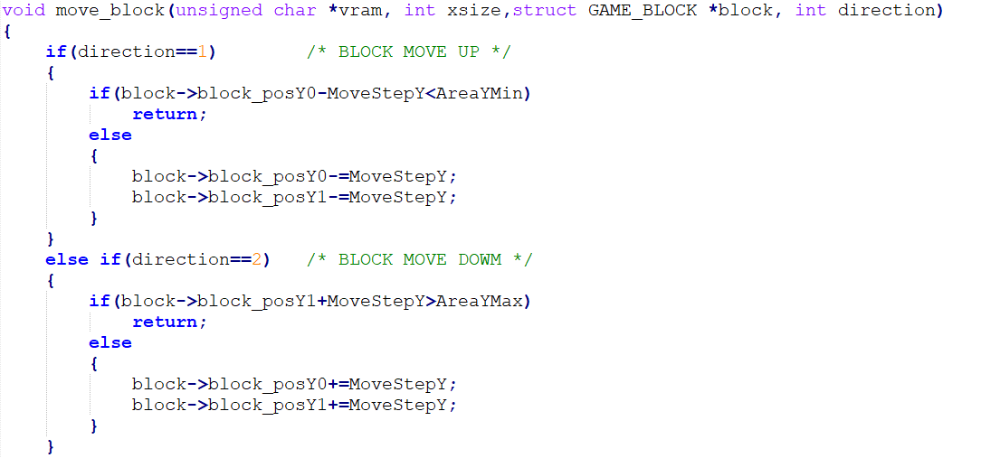 void move_block(unsigned char *vram, int xsize,struct GAME_BLOCK *block, int direction)
{
    if(direction==1)        /* BLOCK MOVE UP */
    {
        if(block->block_posY0-MoveStepY<AreaYMin)
            return;
        else
        {
            block->block_posY0-=MoveStepY;
            block->block_posY1-=MoveStepY;
        }
    }
    else if(direction==2)   /* BLOCK MOVE DOWM */
    {
        if(block->block_posY1+MoveStepY>AreaYMax)
            return;
        else
        {
            block->block_posY0+=MoveStepY;
            block->block_posY1+=MoveStepY;
        }
    }